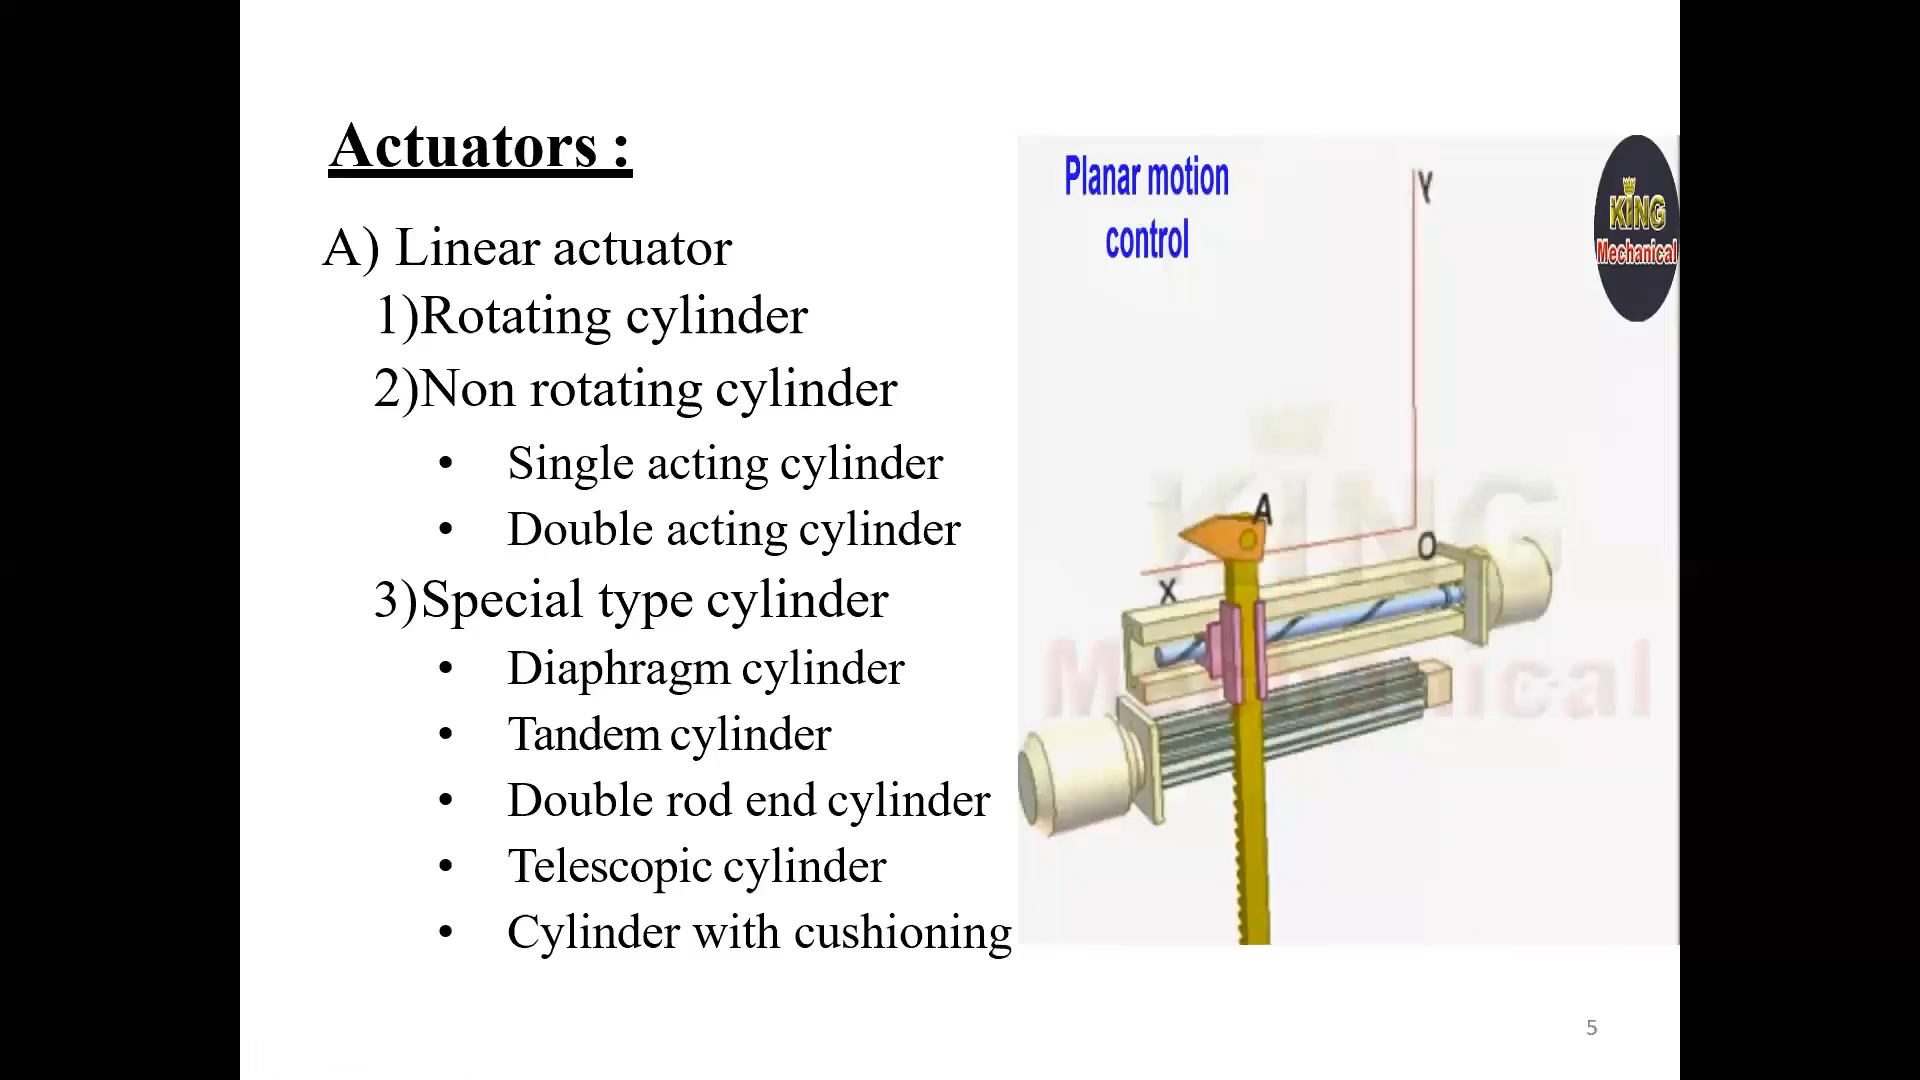 Actuators :
A) Linear actuator
1)Rotating cylinder
2)Non rotating cylinder
• Single acting cylinder
• Double acting cylinder
3)Special type cylinder
• Diaphragm cylinder
• Tandem cylinder
• Double rod end cylinder
• Telescopic cylinder
• Cylinder with cushioning
Planar motion
control
Y
KING
Mechanical
A
O
X
KING
Mechanical
5